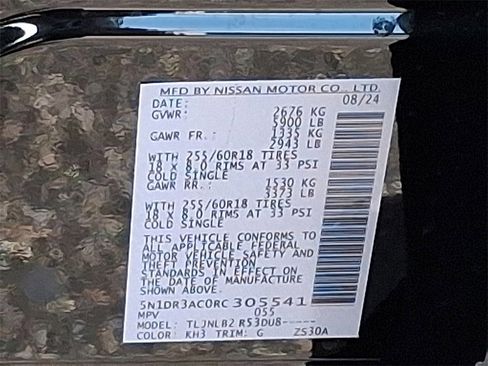 MFD BY NISSAN MOTOR CO., LTD.
DATE: 08/24
GVWR: 2676 KG
5900 LB
GAWR FR.: 1335 KG
2943 LB
WITH 255/60R18 TIRES
18 X 8.0 RIMS AT 33 PSI
COLD SINGLE
GAWR RR.: 1530 KG
3373 LB
WITH 255/60R18 TIRES
18 X 8.0 RIMS AT 33 PSI
COLD SINGLE
THIS VEHICLE CONFORMS TO
ALL APPLICABLE FEDERAL
MOTOR VEHICLE SAFETY AND
THEFT PREVENTION
STANDARDS IN EFFECT ON
THE DATE OF MANUFACTURE
SHOWN ABOVE.
5N1DR3AC0RC305541
MPV 055
MODEL: TLJNLB2 R53DU8-----
COLOR: KH3 TRIM: G ZS30A